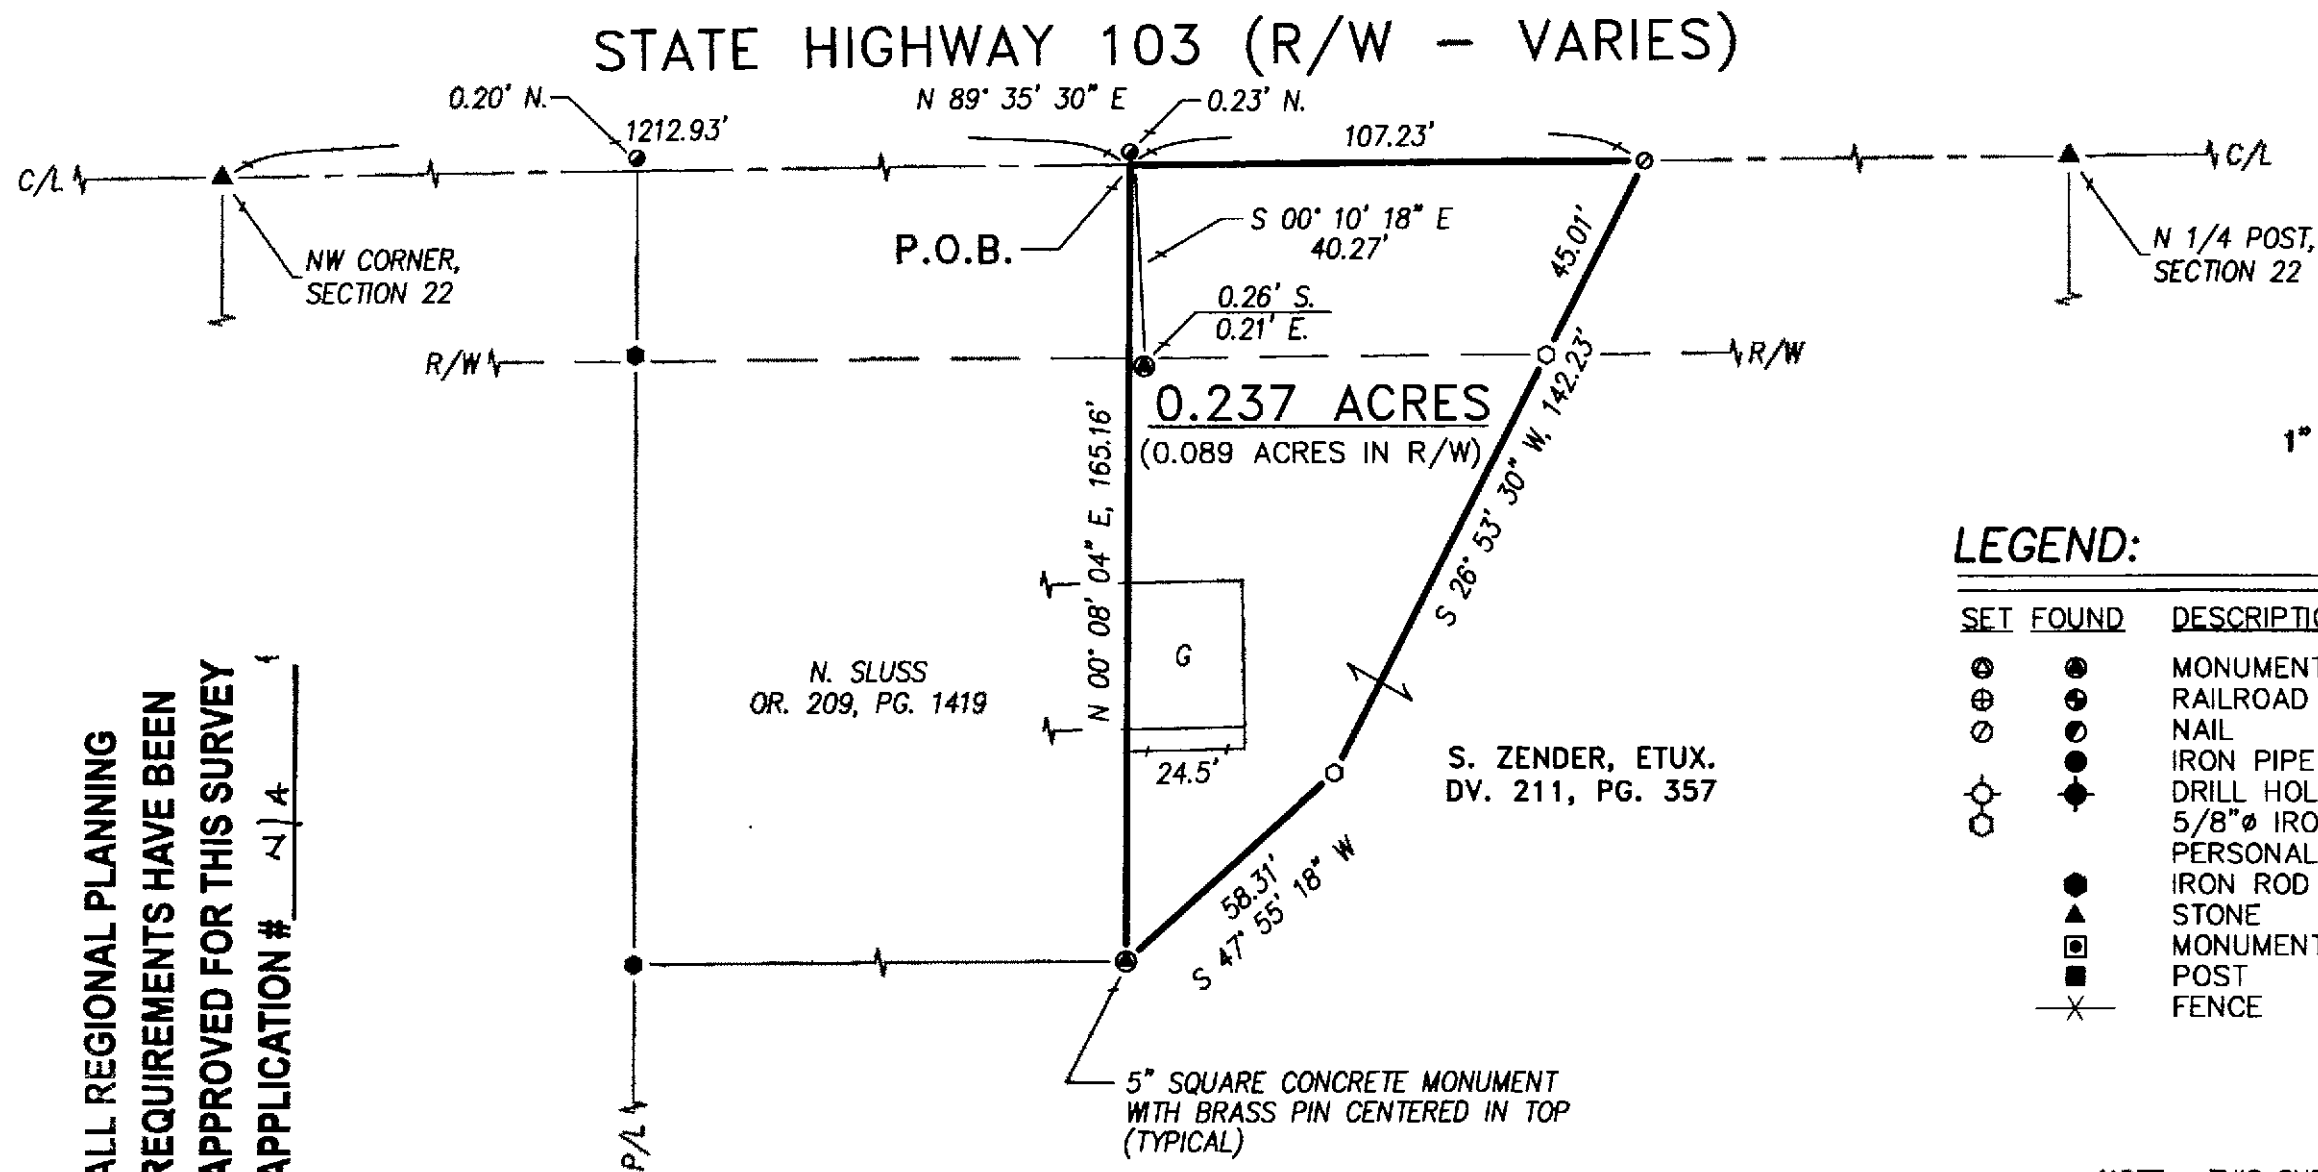 STATE HIGHWAY 103 (R/W - VARIES)
0.20' N.
1212.93'
N 89° 35' 30" E
0.23' N.
107.23'
C/L
C/L
NW CORNER,
SECTION 22
P.O.B.
S 00° 10' 18" E
40.27'
45.01'
N 1/4 POST,
SECTION 22
0.26' S.
0.21' E.
R/W
R/W
0.237 ACRES
(0.089 ACRES IN R/W)
N 00° 08' 04" E, 165.16'
S 26° 53' 30" W, 142.23'
1"
G
24.5'
N. SLUSS
OR. 209, PG. 1419
S. ZENDER, ETUX.
DV. 211, PG. 357
58.31'
S 47° 55' 18" W
5" SQUARE CONCRETE MONUMENT
WITH BRASS PIN CENTERED IN TOP
(TYPICAL)
P/L
ALL REGIONAL PLANNING
REQUIREMENTS HAVE BEEN
APPROVED FOR THIS SURVEY
APPLICATION #
LEGEND:
SET FOUND DESCRIPTIO
MONUMENT
RAILROAD
NAIL
IRON PIPE
DRILL HOL
5/8"ø IRO
PERSONAL
IRON ROD
STONE
MONUMENT
POST
FENCE